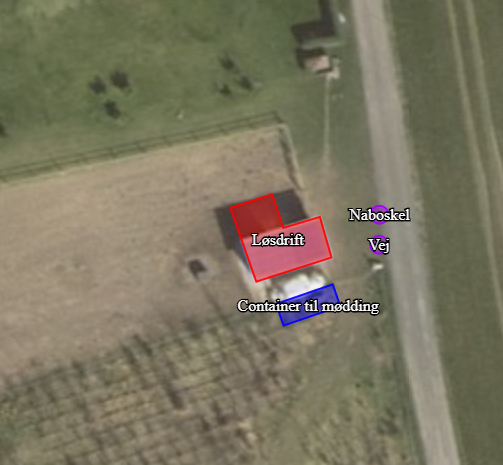 Naboskel
Løsdrift
Vej
Container til mødding